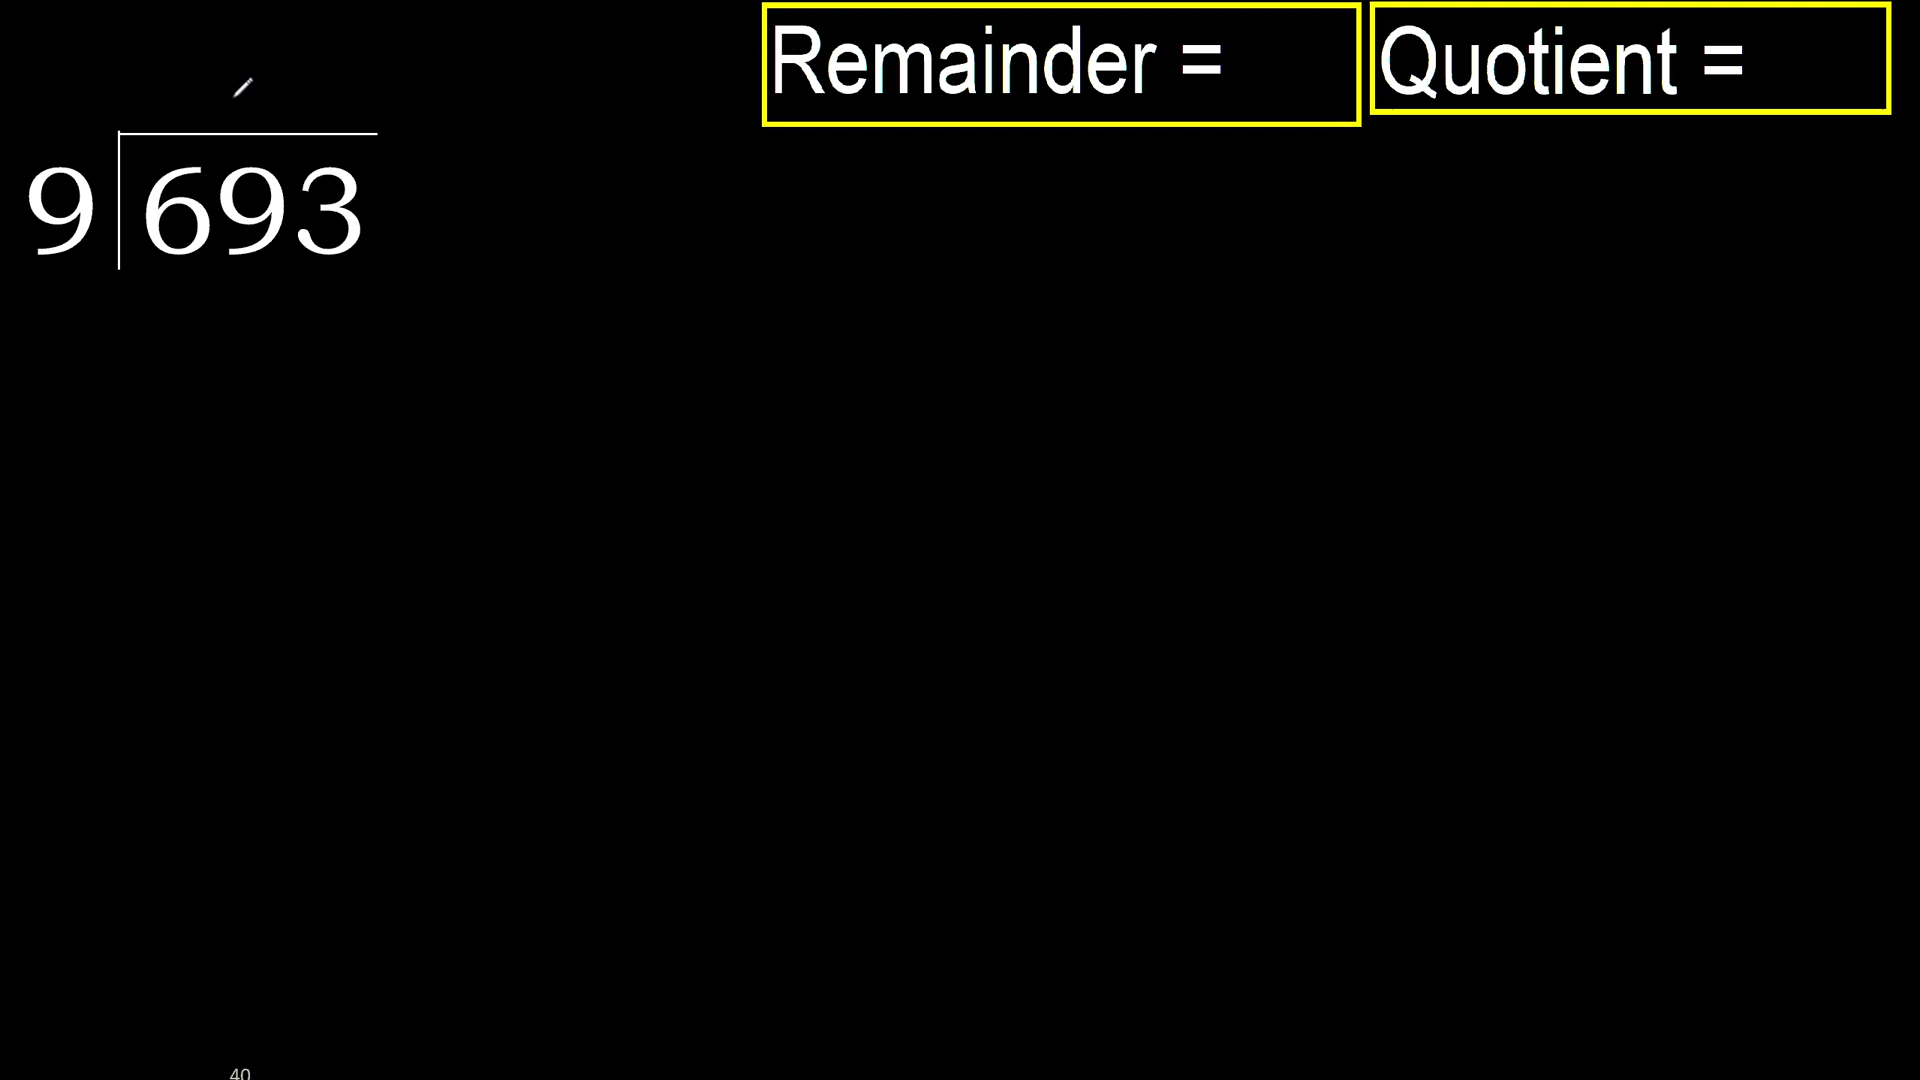 Remainder =
Quotient =
9 693
40